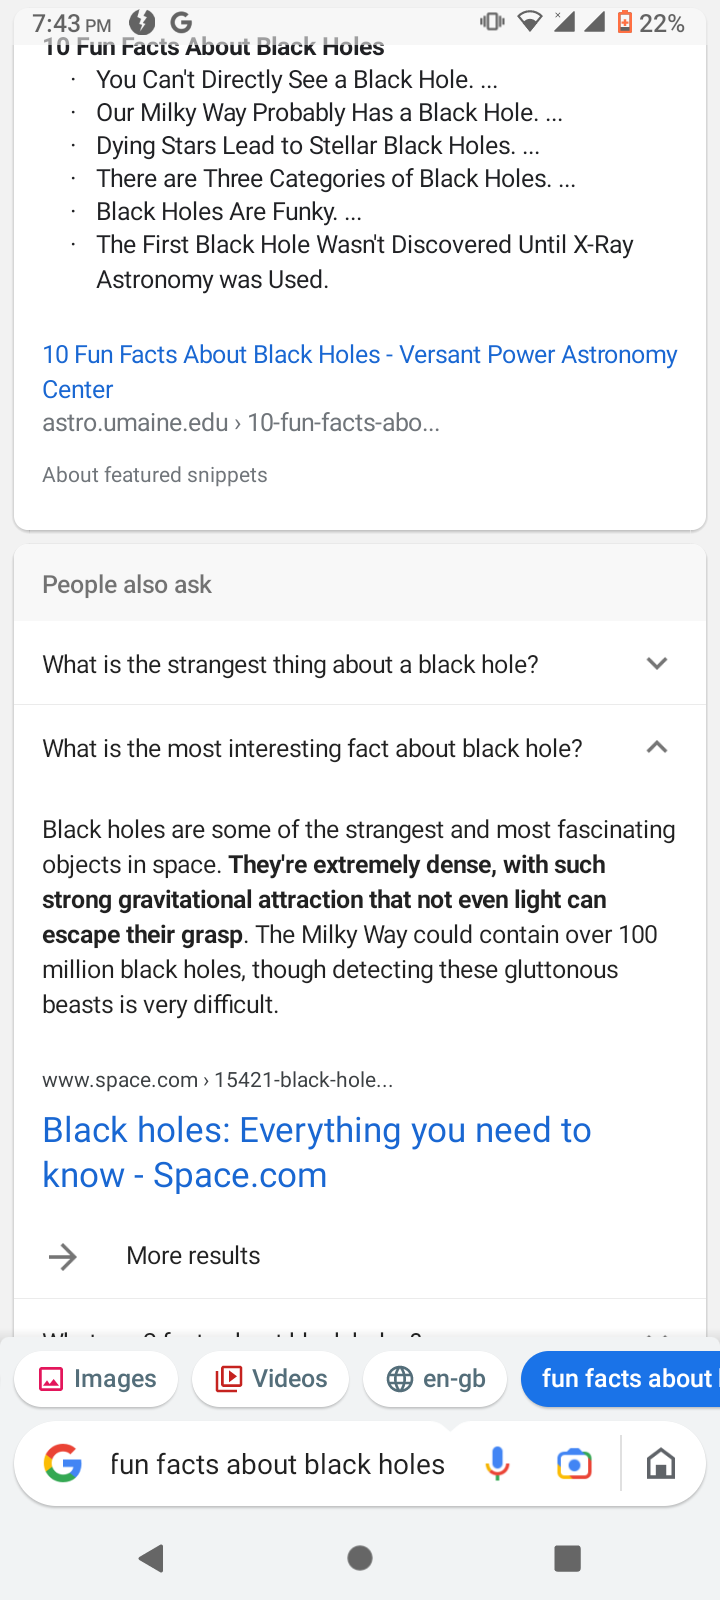 7:43 PM
22%
10 Fun Facts About Black Holes
· You Can't Directly See a Black Hole. ...
· Our Milky Way Probably Has a Black Hole. ...
· Dying Stars Lead to Stellar Black Holes. ...
· There are Three Categories of Black Holes. ...
· Black Holes Are Funky. ...
· The First Black Hole Wasn't Discovered Until X-Ray
Astronomy was Used.
10 Fun Facts About Black Holes - Versant Power Astronomy
Center
astro.umaine.edu › 10-fun-facts-abo...
About featured snippets
People also ask
What is the strangest thing about a black hole?
What is the most interesting fact about black hole?
Black holes are some of the strangest and most fascinating
objects in space. They're extremely dense, with such
strong gravitational attraction that not even light can
escape their grasp. The Milky Way could contain over 100
million black holes, though detecting these gluttonous
beasts is very difficult.
www.space.com › 15421-black-hole...
Black holes: Everything you need to
know - Space.com
More results
Images
Videos
en-gb
fun facts about
fun facts about black holes